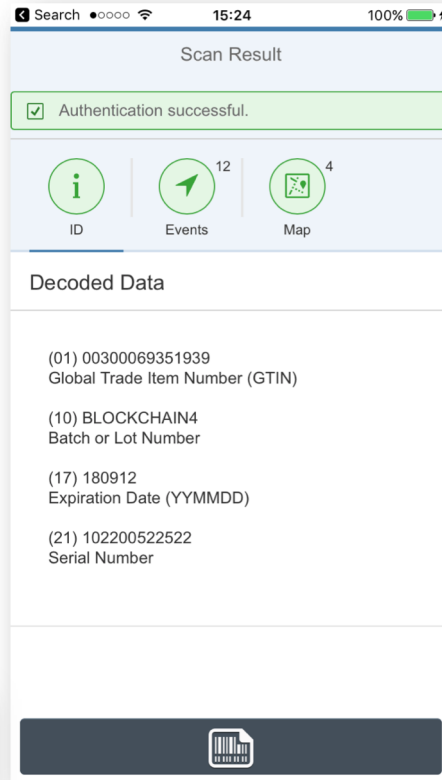 Search 15:24 100%
Scan Result
Authentication successful.
12 4
ID Events Map
Decoded Data
(01) 00300069351939
Global Trade Item Number (GTIN)
(10) BLOCKCHAIN4
Batch or Lot Number
(17) 180912
Expiration Date (YYMMDD)
(21) 102200522522
Serial Number